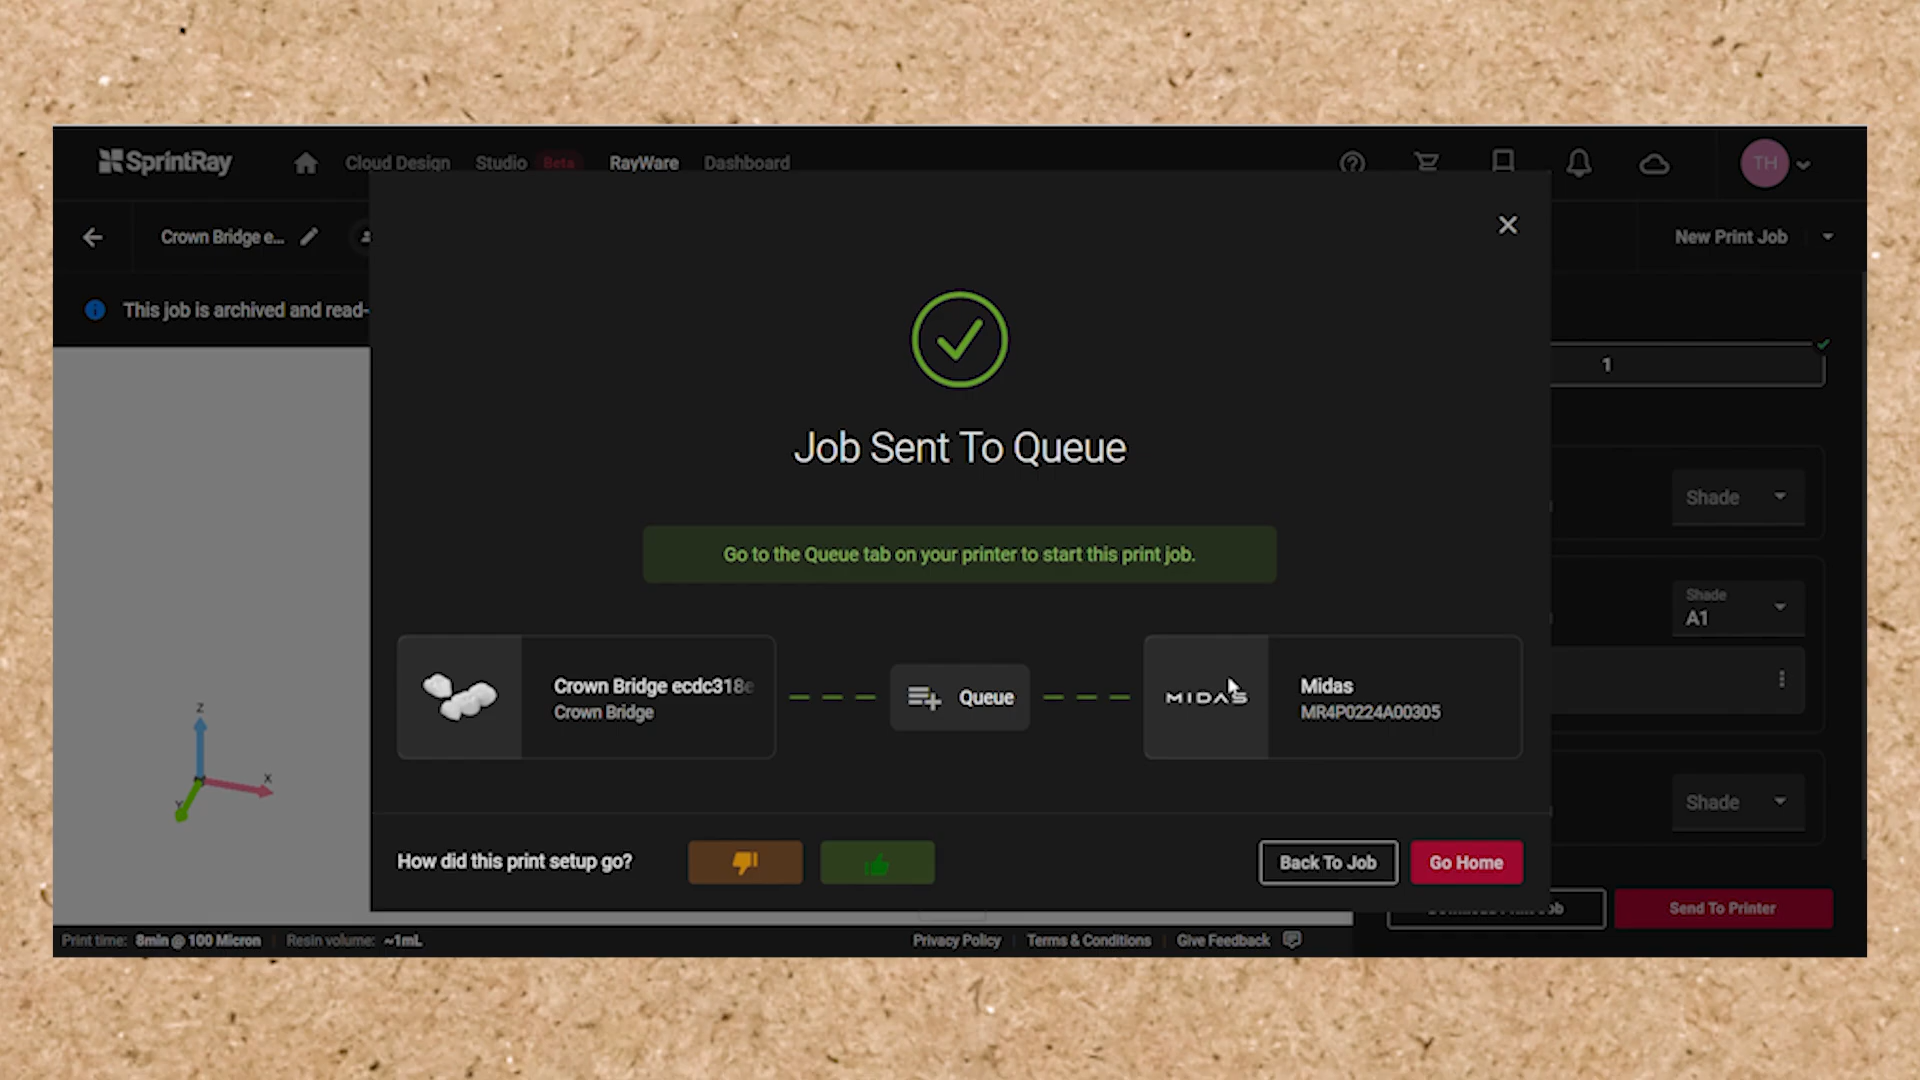 SprintRay
Cloud Design
Studio Beta
RayWare
Dashboard
TH
Crown Bridge e...
New Print Job
This job is archived and read-
1
Job Sent To Queue
Shade
Go to the Queue tab on your printer to start this print job.
Shade
A1
Crown Bridge ecdc318e
Crown Bridge
Queue
MIDAS
Midas
MR4P0224A00305
Z
X
Y
Shade
How did this print setup go?
Back To Job
Go Home
Send To Printer
Print time: 8min @ 100 Micron
Resin volume: ~1mL
Privacy Policy
Terms & Conditions
Give Feedback